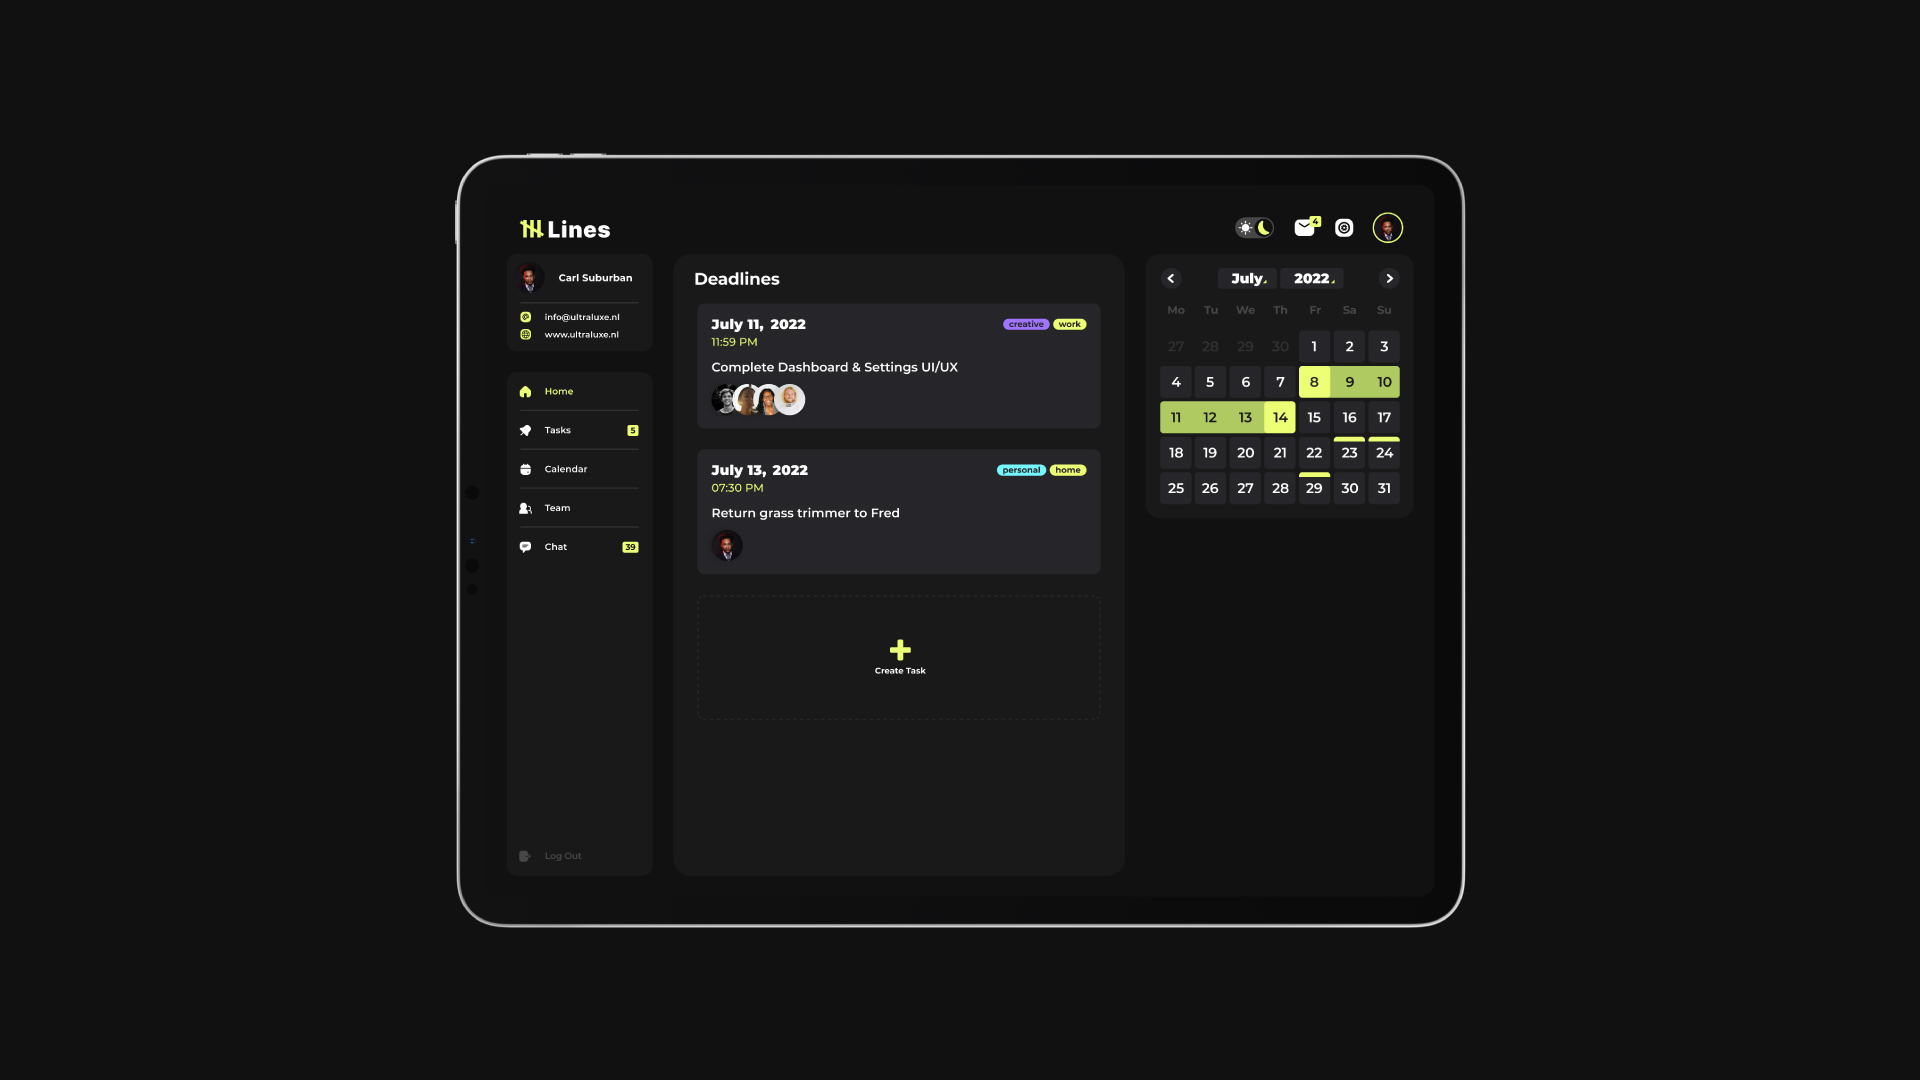 Lines
4
Carl Suburban
info@ultraluxe.nl
www.ultraluxe.nl
Home
Tasks 5
Calendar
Team
Chat 39
Log Out
Deadlines
July 11, 2022 creative work
11:59 PM
Complete Dashboard & Settings UI/UX
July 13, 2022 personal home
07:30 PM
Return grass trimmer to Fred
Create Task
July 2022
Mo Tu We Th Fr Sa Su
27 28 29 30 1 2 3
4 5 6 7 8 9 10
11 12 13 14 15 16 17
18 19 20 21 22 23 24
25 26 27 28 29 30 31